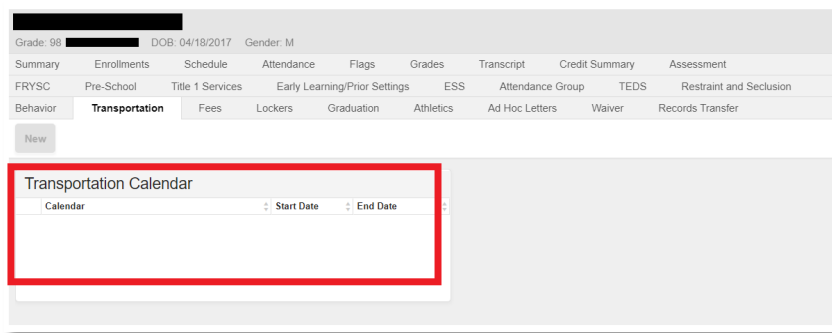 Grade: 98 DOB: 04/18/2017 Gender: M
Summary Enrollments Schedule Attendance Flags Grades Transcript Credit Summary Assessment
FRYSC Pre-School Title 1 Services Early Learning/Prior Settings ESS Attendance Group TEDS Restraint and Seclusion
Behavior Transportation Fees Lockers Graduation Athletics Ad Hoc Letters Waiver Records Transfer
New
Transportation Calendar
Calendar Start Date End Date